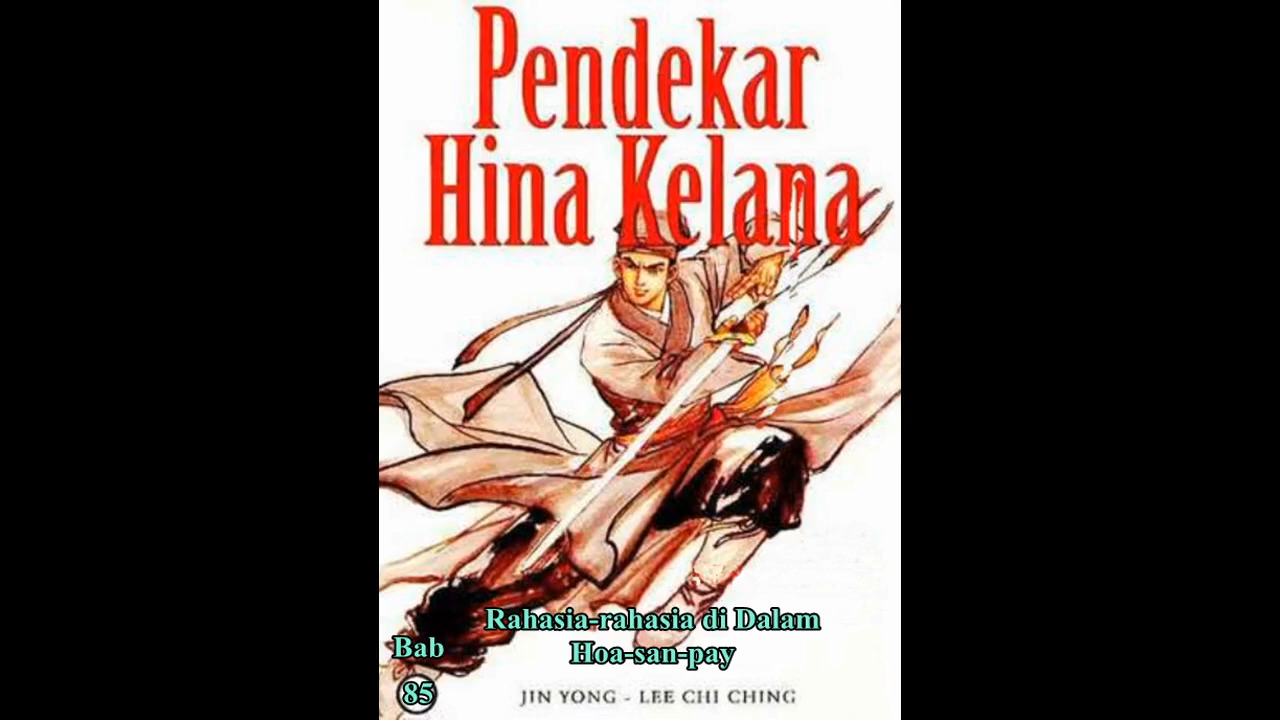 Pendekar
Hina Kelana
Rahasia-rahasia di Dalam
Hoa-san-pay
Bab
85
JIN YONG - LEE CHI CHING